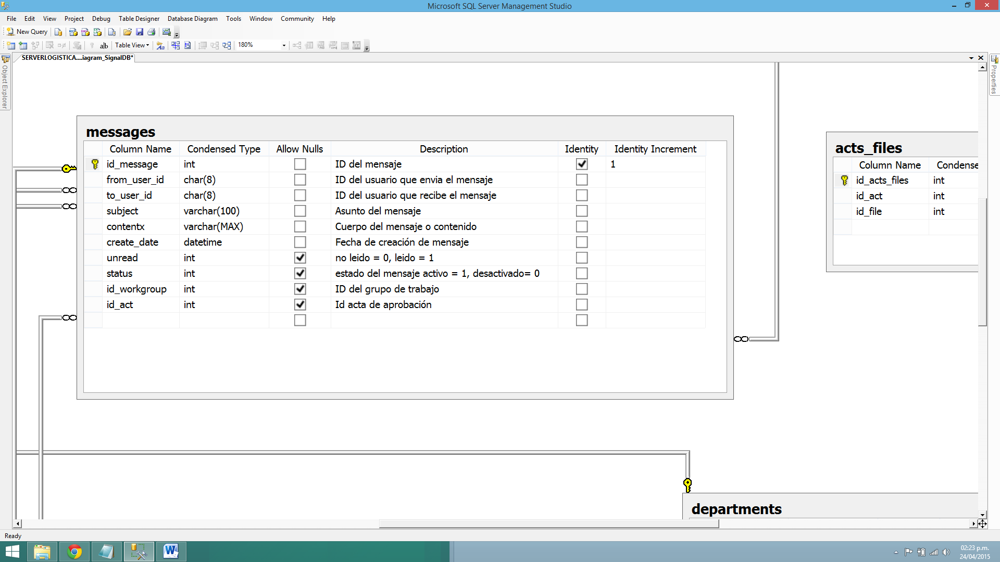 Microsoft SQL Server Management Studio
File Edit View Project Debug Table Designer Database Diagram Tools Window Community Help
New Query
Table View 180%
SERVERLOGISTICA....iagram_SignalDB*
Object Explorer
Properties
messages
Column Name Condensed Type Allow Nulls Description Identity Identity Increment
id_message int ID del mensaje 1
from_user_id char(8) ID del usuario que envia el mensaje
to_user_id char(8) ID del usuario que recibe el mensaje
subject varchar(100) Asunto del mensaje
contentx varchar(MAX) Cuerpo del mensaje o contenido
create_date datetime Fecha de creación de mensaje
unread int no leido = 0, leido = 1
status int estado del mensaje activo = 1, desactivado= 0
id_workgroup int ID del grupo de trabajo
id_act int Id acta de aprobación
acts_files
Column Name Condense
id_acts_files int
id_act int
id_file int
departments
Ready
02:23 p.m.
24/04/2015